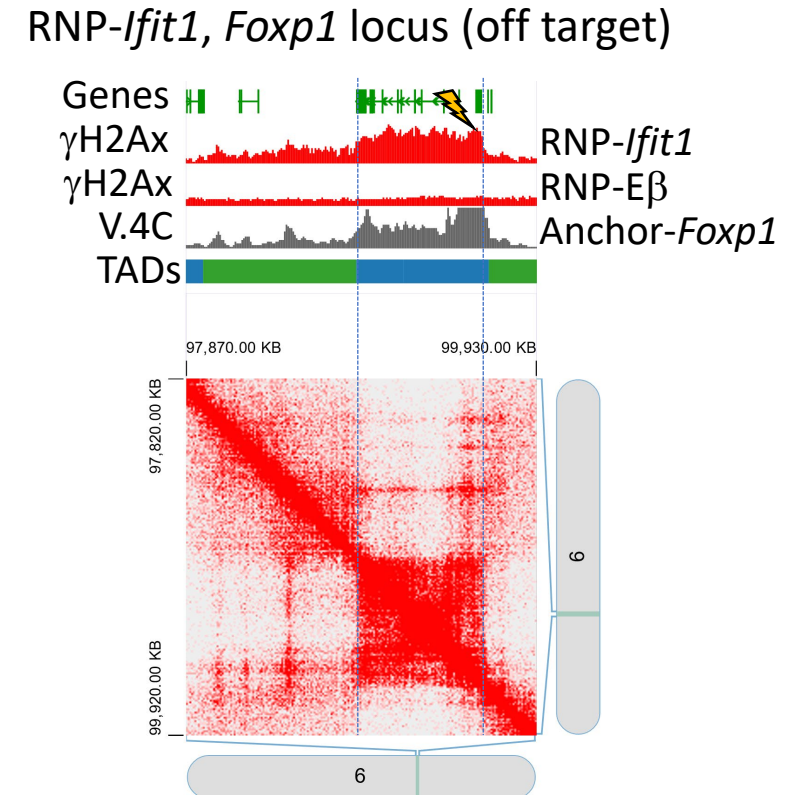 RNP-Ifit1, Foxp1 locus (off target)
Genes
γH2Ax RNP-Ifit1
γH2Ax RNP-Eβ
V.4C Anchor-Foxp1
TADs
97,870.00 KB 99,930.00 KB
97,820.00 KB
99,920.00 KB
6
6